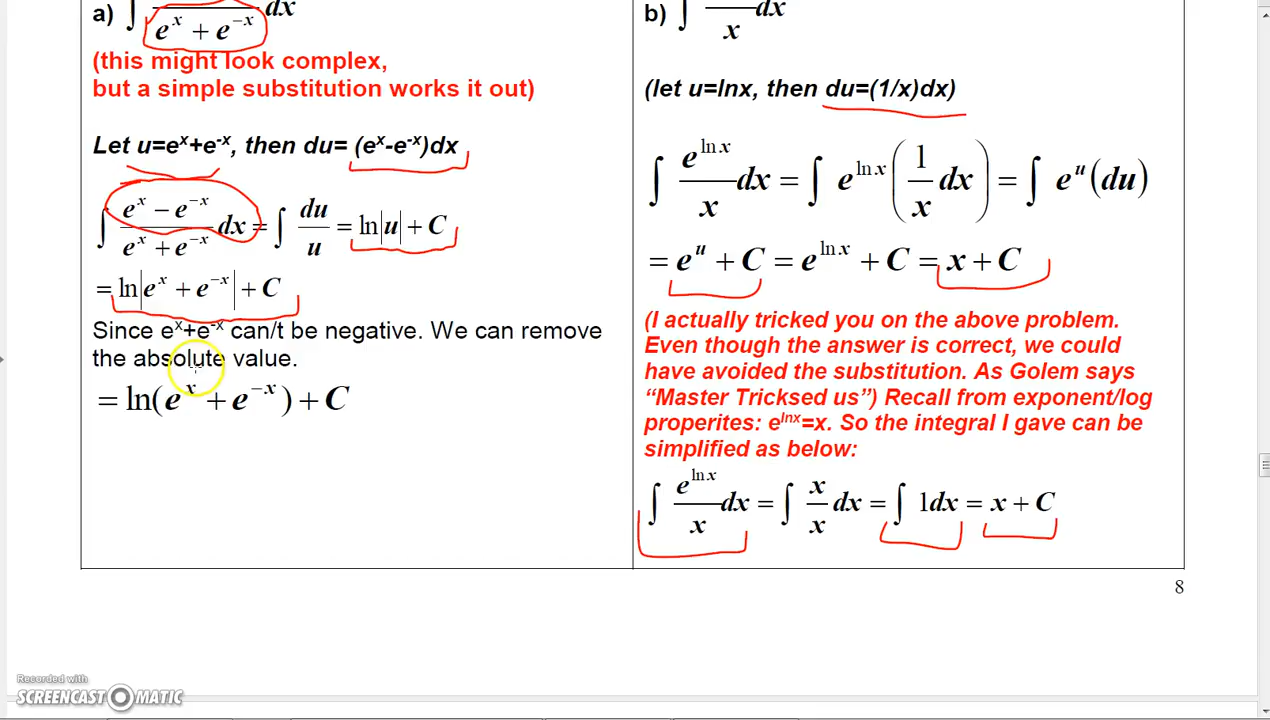 a) ∫ dx
e^x + e^-x
(this might look complex,
but a simple substitution works it out)
Let u=e^x+e^-x, then du= (e^x-e^-x)dx
∫ (e^x − e^-x)/(e^x + e^-x) dx = ∫ du/u = ln|u| + C
= ln|e^x + e^-x| + C
Since e^x+e^-x can/t be negative. We can remove
the absolute value.
= ln(e^x + e^-x) + C
b) ∫ dx
x
(let u=lnx, then du=(1/x)dx)
∫ e^ln x/x dx = ∫ e^ln x (1/x dx) = ∫ e^u (du)
= e^u + C = e^ln x + C = x + C
(I actually tricked you on the above problem.
Even though the answer is correct, we could
have avoided the substitution. As Golem says
“Master Tricksed us”) Recall from exponent/log
properites: e^lnx=x. So the integral I gave can be
simplified as below:
∫ e^ln x/x dx = ∫ x/x dx = ∫ 1dx = x + C
8
Recorded with
SCREENCAST MATIC